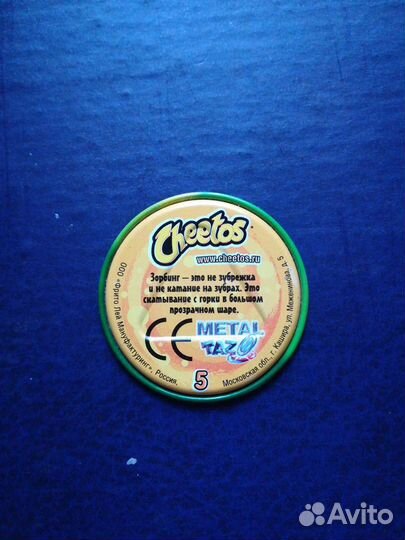 Cheetos
www.cheetos.ru
Зорбинг — это не зубрежка
и не катание на зубрах. Это
скатывание с горки в большом
прозрачном шаре.
CE METAL
TAZO
5
ООО «Фрито Лей Мануфактуринг», Россия,
Московская обл., г. Кашира, ул. Меженинова, д. 5
Avito